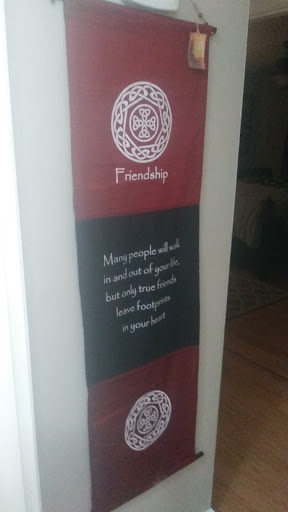 Friendship
Many people will walk
in and out of your life,
but only true friends
leave footprints
in your heart